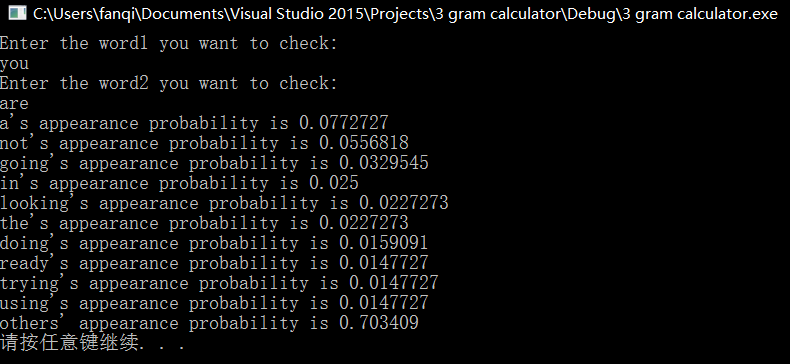 C:\Users\fanqi\Documents\Visual Studio 2015\Projects\3 gram calculator\Debug\3 gram calculator.exe
Enter the word1 you want to check:
you
Enter the word2 you want to check:
are
a's appearance probability is 0.0772727
not's appearance probability is 0.0556818
going's appearance probability is 0.0329545
in's appearance probability is 0.025
looking's appearance probability is 0.0227273
the's appearance probability is 0.0227273
doing's appearance probability is 0.0159091
ready's appearance probability is 0.0147727
trying's appearance probability is 0.0147727
using's appearance probability is 0.0147727
others' appearance probability is 0.703409
请按任意键继续. . .